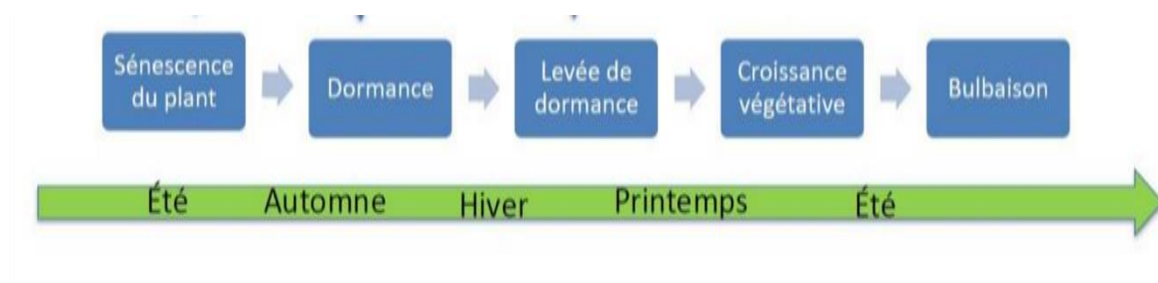 Sénescence
du plant
Dormance
Levée de
dormance
Croissance
végétative
Bulbaison
Été Automne Hiver Printemps Été